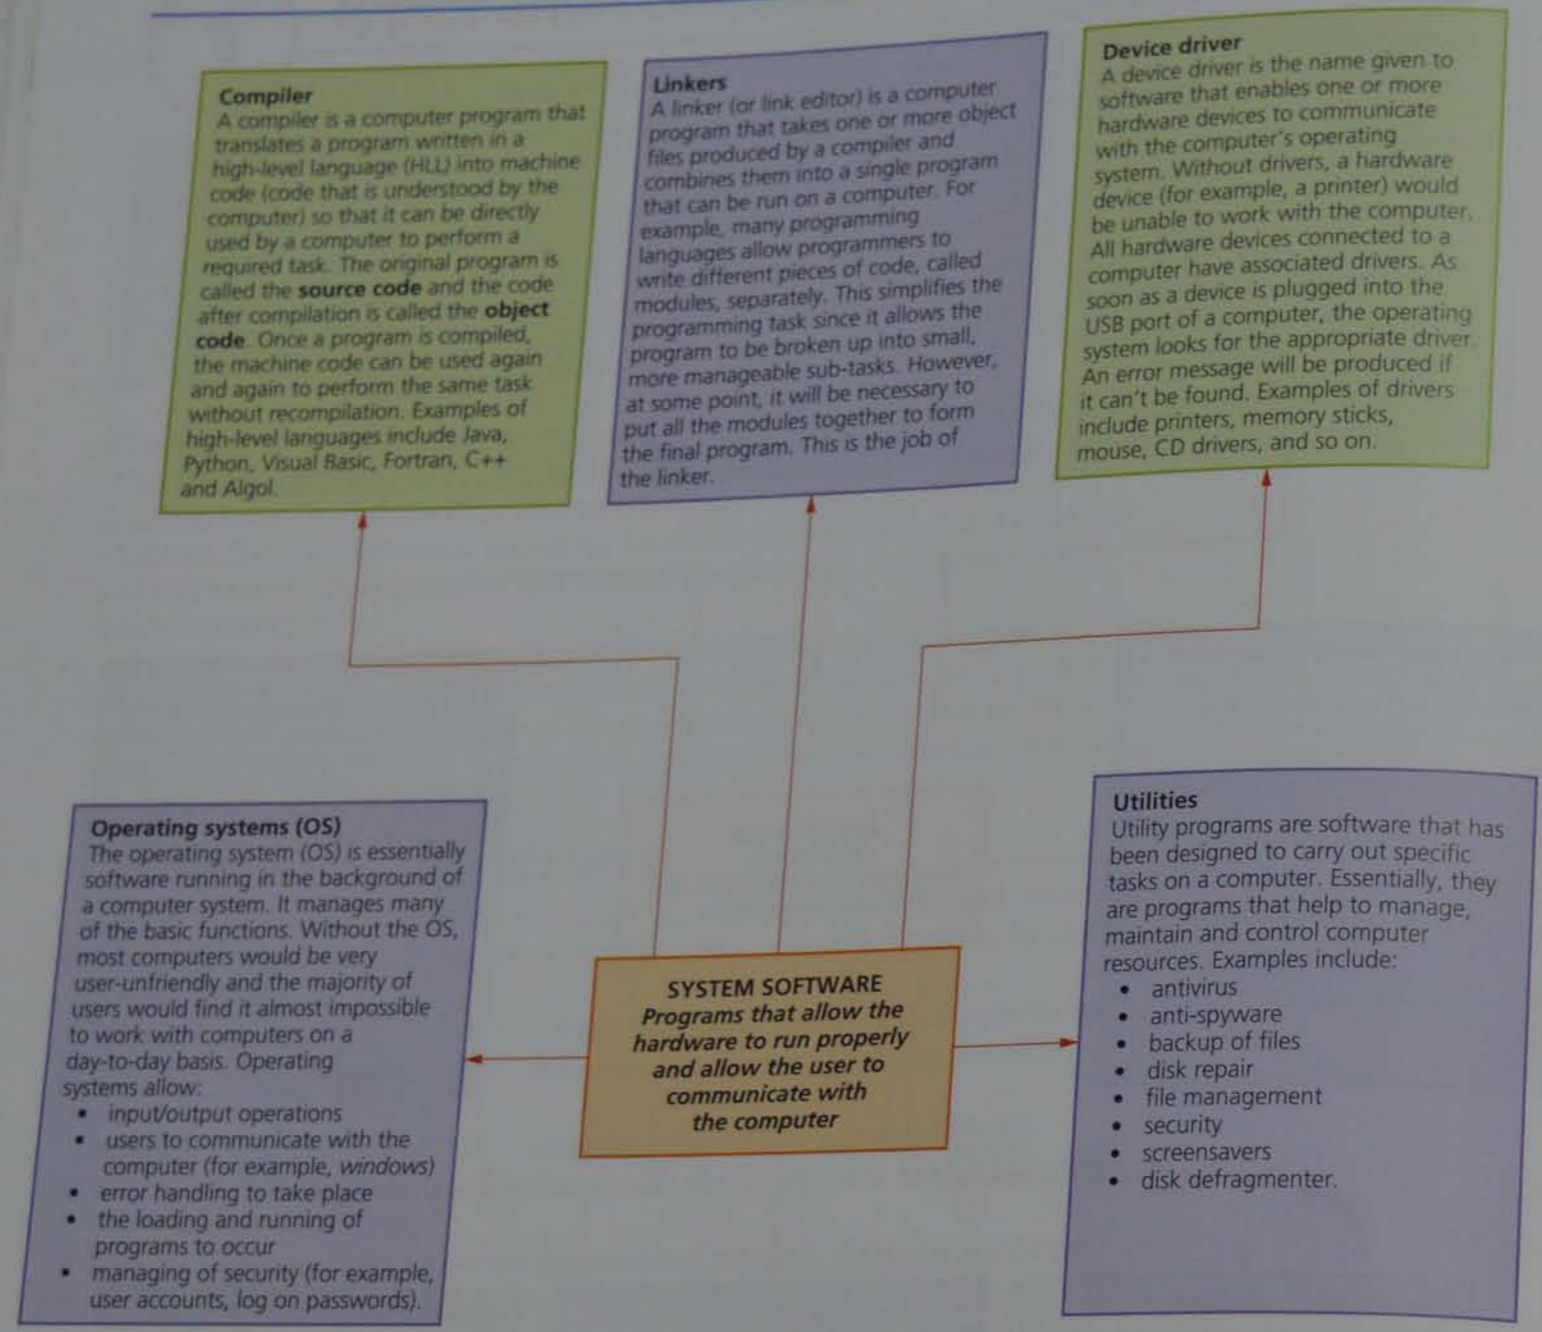 Compiler
A compiler is a computer program that
translates a program written in a
high-level language (HLL) into machine
code (code that is understood by the
computer) so that it can be directly
used by a computer to perform a
required task. The original program is
called the source code and the code
after compilation is called the object
code. Once a program is compiled,
the machine code can be used again
and again to perform the same task
without recompilation. Examples of
high-level languages include Java,
Python, Visual Basic, Fortran, C++
and Algol.
Linkers
A linker (or link editor) is a computer
program that takes one or more object
files produced by a compiler and
combines them into a single program
that can be run on a computer. For
example, many programming
languages allow programmers to
write different pieces of code, called
modules, separately. This simplifies the
programming task since it allows the
program to be broken up into small,
more manageable sub-tasks. However,
at some point, it will be necessary to
put all the modules together to form
the final program. This is the job of
the linker.
Device driver
A device driver is the name given to
software that enables one or more
hardware devices to communicate
with the computer's operating
system. Without drivers, a hardware
device (for example, a printer) would
be unable to work with the computer.
All hardware devices connected to a
computer have associated drivers. As
soon as a device is plugged into the
USB port of a computer, the operating
system looks for the appropriate driver.
An error message will be produced if
it can't be found. Examples of drivers
include printers, memory sticks,
mouse, CD drivers, and so on.
Operating systems (OS)
The operating system (OS) is essentially
software running in the background of
a computer system. It manages many
of the basic functions. Without the OS,
most computers would be very
user-unfriendly and the majority of
users would find it almost impossible
to work with computers on a
day-to-day basis. Operating
systems allow:
• input/output operations
• users to communicate with the
computer (for example, windows)
• error handling to take place
• the loading and running of
programs to occur
• managing of security (for example,
user accounts, log on passwords).
SYSTEM SOFTWARE
Programs that allow the
hardware to run properly
and allow the user to
communicate with
the computer
Utilities
Utility programs are software that has
been designed to carry out specific
tasks on a computer. Essentially, they
are programs that help to manage,
maintain and control computer
resources. Examples include:
• antivirus
• anti-spyware
• backup of files
• disk repair
• file management
• security
• screensavers
• disk defragmenter.